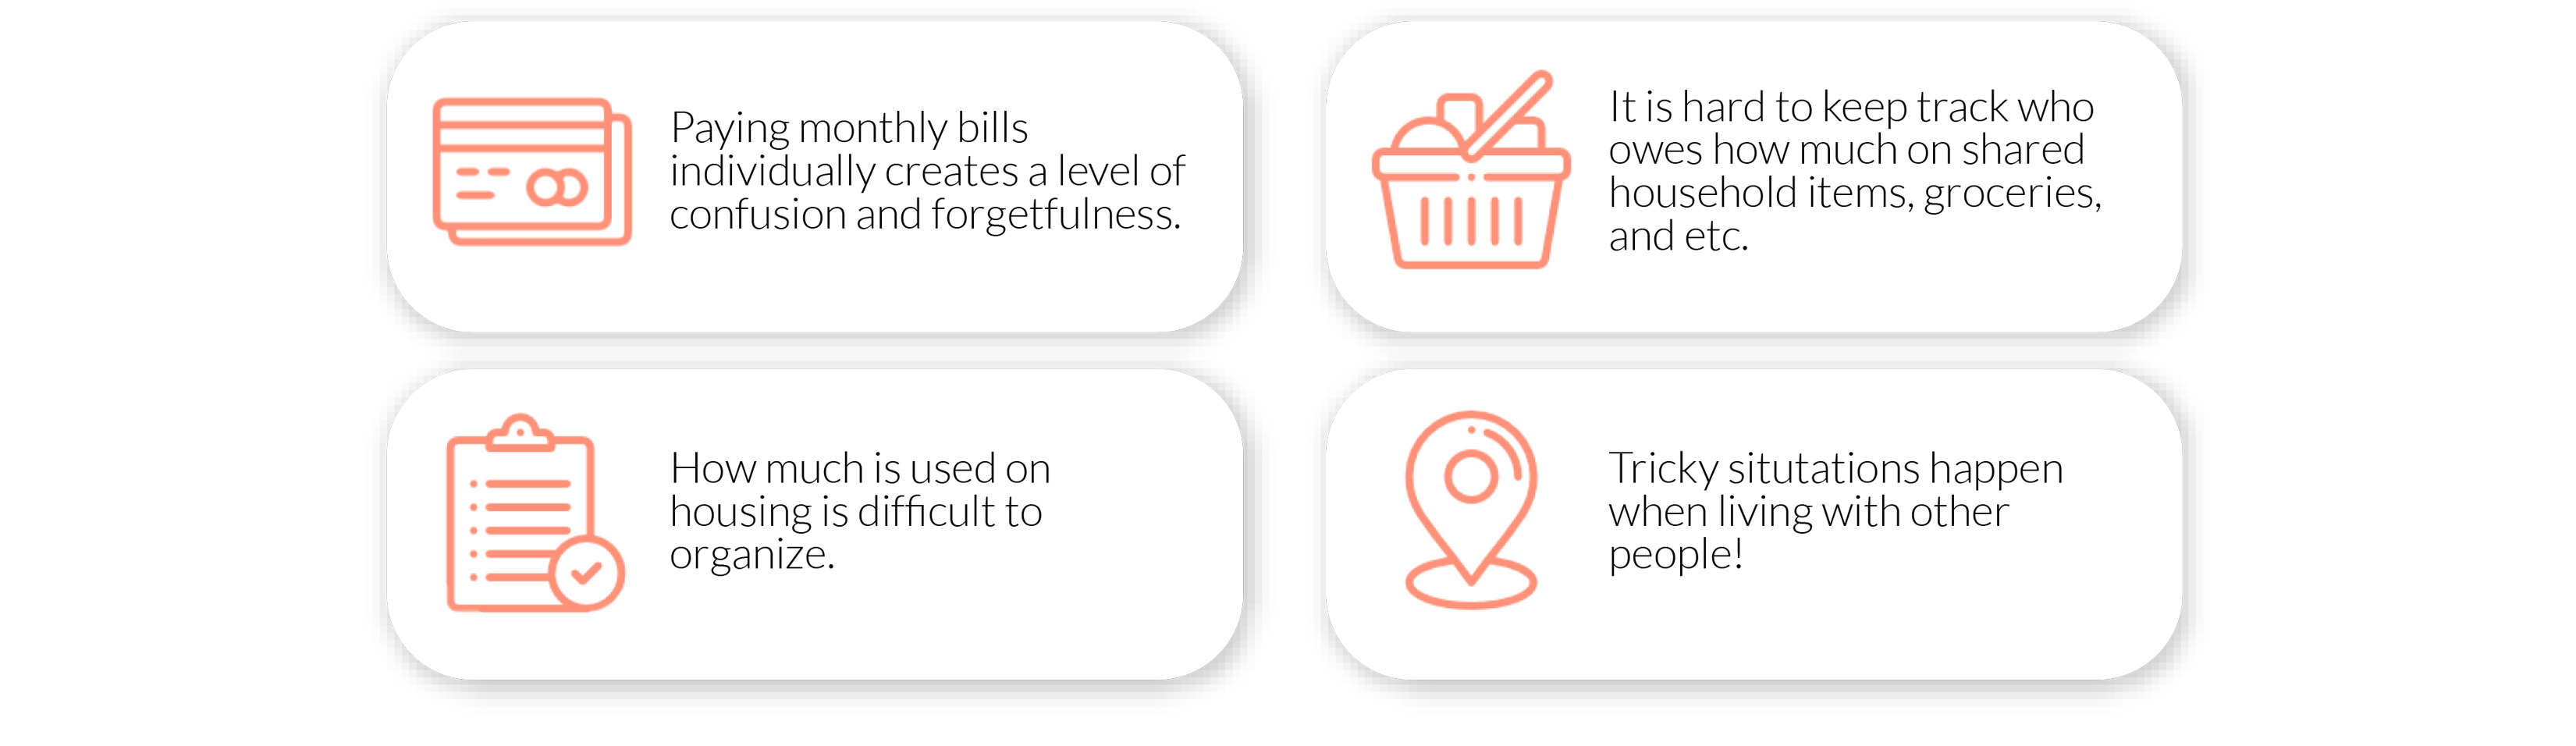 Paying monthly bills
individually creates a level of
confusion and forgetfulness.
It is hard to keep track who
owes how much on shared
household items, groceries,
and etc.
How much is used on
housing is difficult to
organize.
Tricky situtations happen
when living with other
people!